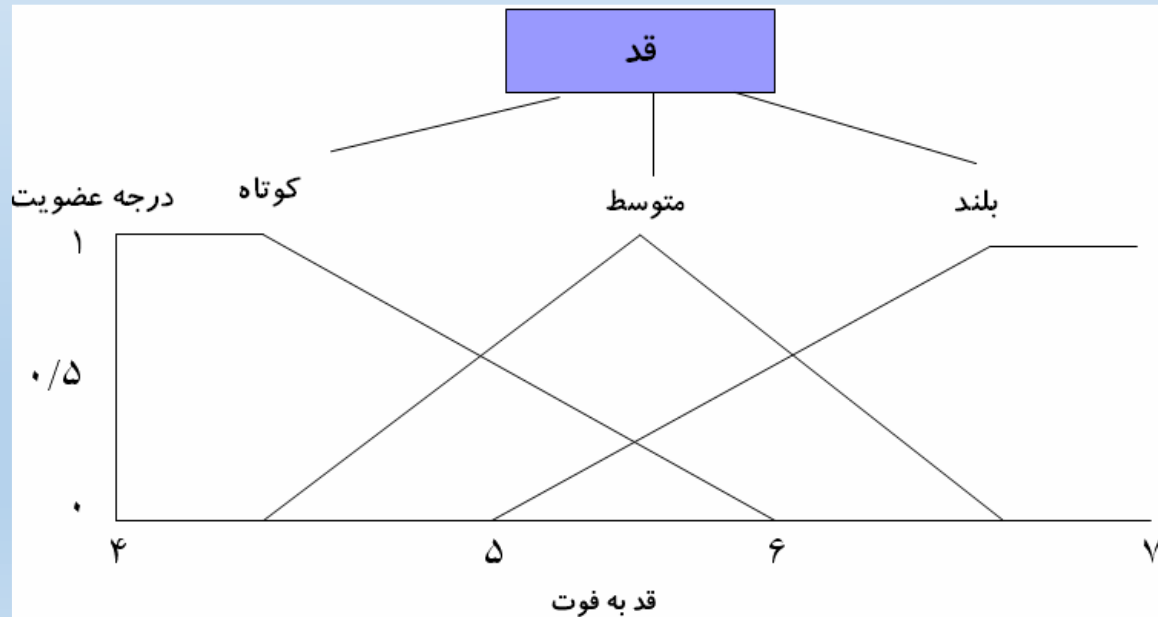 قد
کوتاه
متوسط
بلند
درجه عضویت
۱
۰/۵
۰
۴ ۵ ۶ ۷
قد به فوت